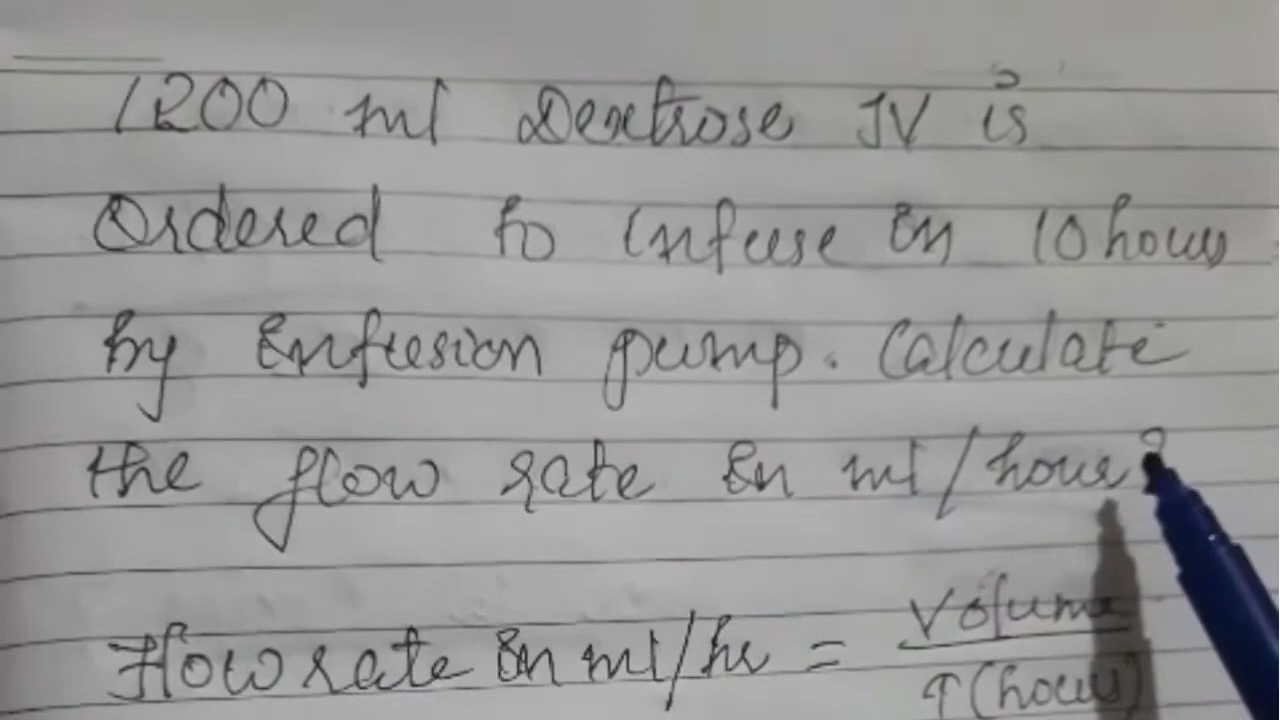 1200 ml Dextrose IV is
Ordered to infuse in 10 hours
by infusion pump. Calculate
the flow rate in ml/hour?
Flow rate in ml/hr = Volume
T (hours)